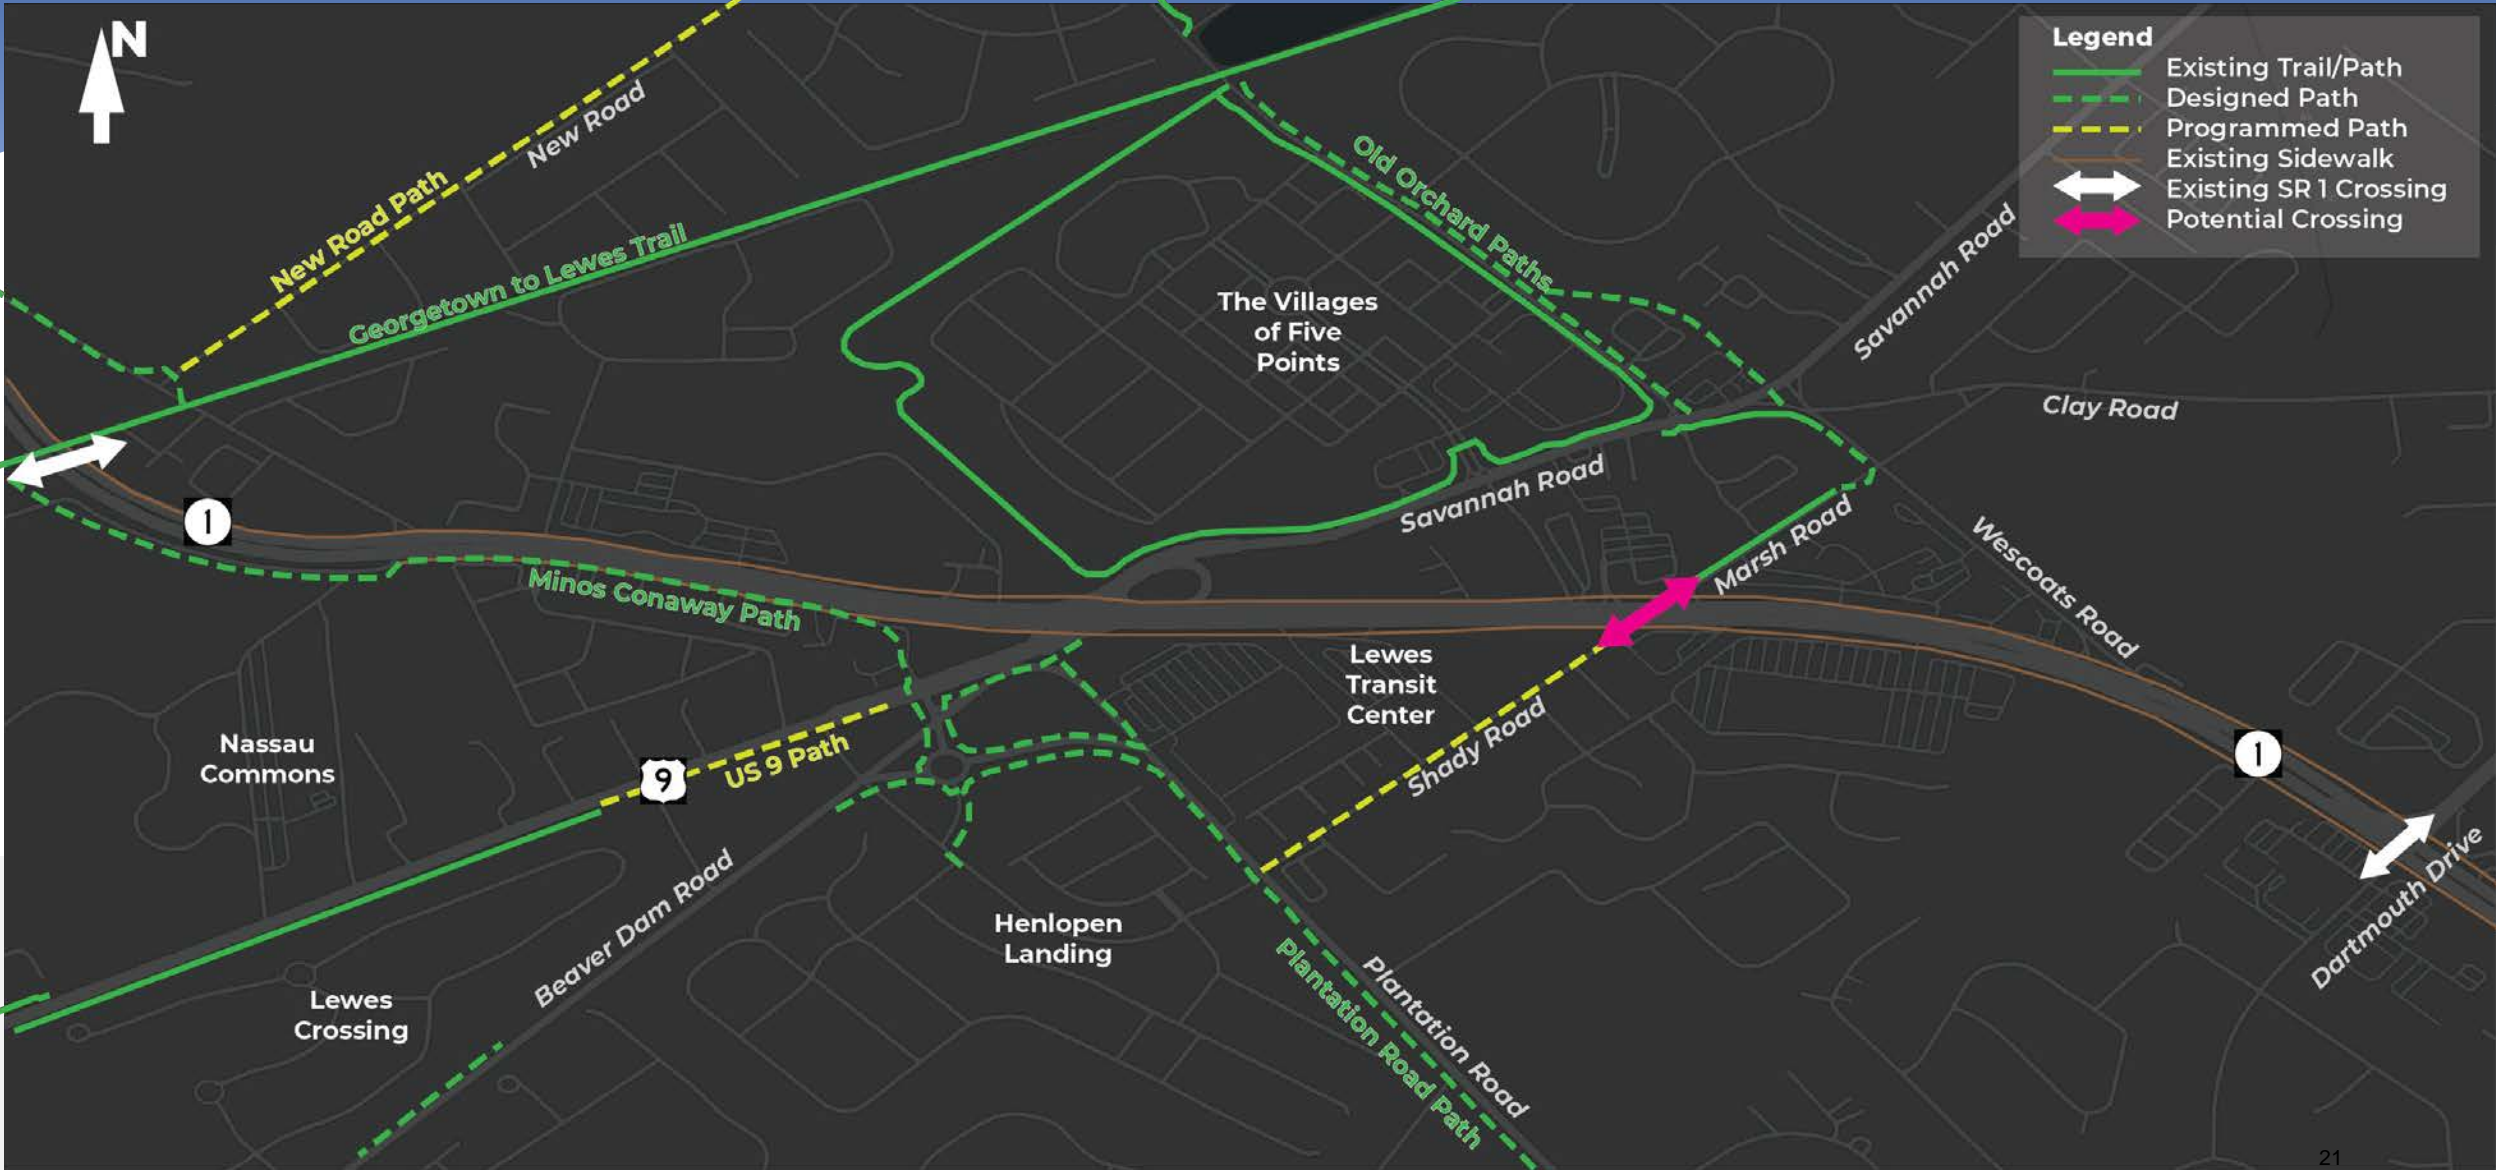 N
Legend
Existing Trail/Path
Designed Path
Programmed Path
Existing Sidewalk
Existing SR 1 Crossing
Potential Crossing
New Road
New Road Path
Georgetown to Lewes Trail
Old Orchard Paths
The Villages
of Five
Points
Savannah Road
Clay Road
Savannah Road
1
Marsh Road
Wescoats Road
Minos Conaway Path
Lewes
Transit
Center
Shady Road
Nassau
Commons
9
US 9 Path
1
Dartmouth Drive
Beaver Dam Road
Henlopen
Landing
Lewes
Crossing
Plantation Road
Plantation Road Path
21